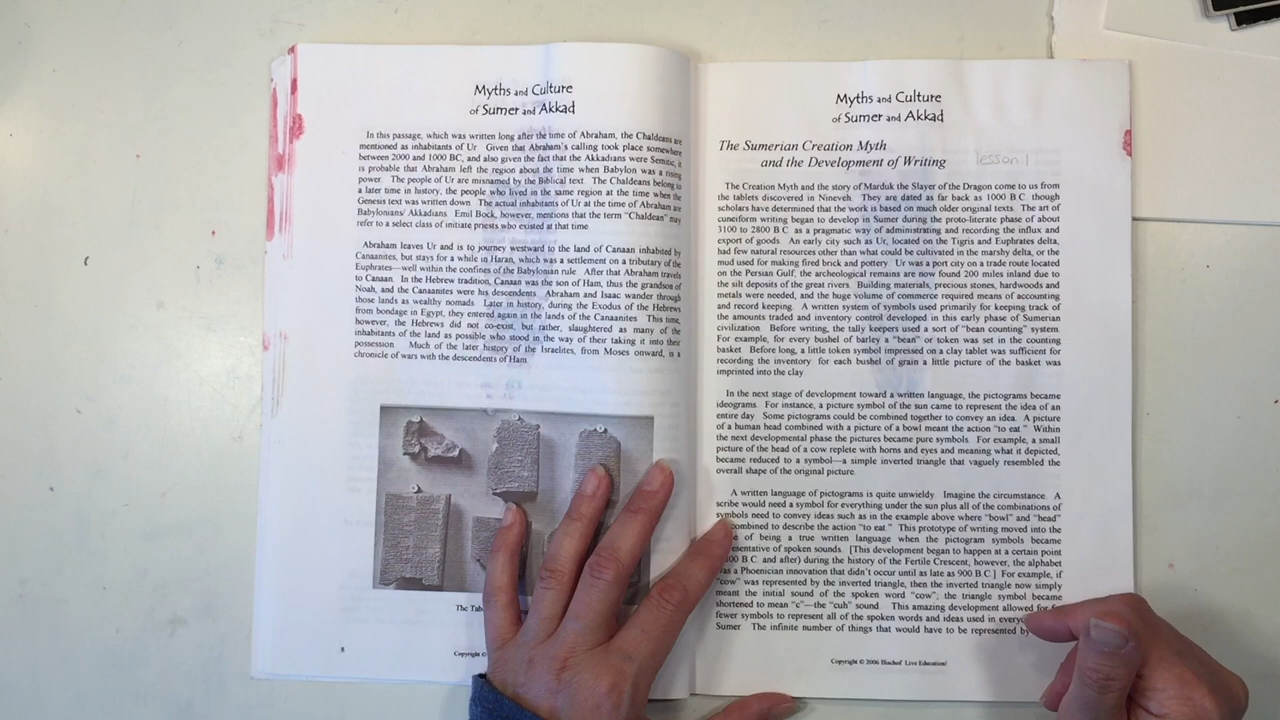 Myths and Culture
of Sumer and Akkad
In this passage, which was written long after the time of Abraham, the Chaldeans are
mentioned as inhabitants of Ur Given that Abraham's calling took place somewhere
between 2000 and 1000 BC, and also given the fact that the Akkadians were Semitic, it
is probable that Abraham left the region about the time when Babylon was a rising
power. The people of Ur are misnamed by the Biblical text. The Chaldeans belong to
a later time in history, the people who lived in the same region at the time when the
Genesis text was written down The actual inhabitants of Ur at the time of Abraham are
Babylonians/ Akkadians. Emil Bock, however, mentions that the term "Chaldean" may
refer to a select class of initiate priests who existed at that time
Abraham leaves Ur and is to journey westward to the land of Canaan inhabited by
Canaanites, but stays for a while in Haran, which was a settlement on a tributary of the
Euphrates—well within the confines of the Babylonian rule After that Abraham travels
to Canaan. In the Hebrew tradition, Canaan was the son of Ham, thus the grandson of
Noah, and the Canaanites were his descendents. Abraham and Isaac wander through
those lands as wealthy nomads. Later in history, during the Exodus of the Hebrews
from bondage in Egypt, they entered again in the lands of the Canaanites This time,
however, the Hebrews did not co-exist, but rather, slaughtered as many of the
inhabitants of the land as possible who stood in the way of their taking it into their
possession. Much of the later history of the Israelites, from Moses onward, is a
chronicle of wars with the descendents of Ham
The
8
Copyright ©
Myths and Culture
of Sumer and Akkad
The Sumerian Creation Myth
and the Development of Writing lesson 1
The Creation Myth and the story of Marduk the Slayer of the Dragon come to us from
the tablets discovered in Nineveh. They are dated as far back as 1000 B C though
scholars have determined that the work is based on much older original texts. The art of
cuneiform writing began to develop in Sumer during the proto-literate phase of about
3100 to 2800 B C as a pragmatic way of administrating and recording the influx and
export of goods. An early city such as Ur, located on the Tigris and Euphrates delta,
had few natural resources other than what could be cultivated in the marshy delta, or the
mud used for making fired brick and pottery Ur was a port city on a trade route located
on the Persian Gulf, the archeological remains are now found 200 miles inland due to
the silt deposits of the great rivers. Building materials, precious stones, hardwoods and
metals were needed, and the huge volume of commerce required means of accounting
and record keeping. A written system of symbols used primarily for keeping track of
the amounts traded and inventory control developed in this early phase of Sumerian
civilization. Before writing, the tally keepers used a sort of "bean counting" system.
For example, for every bushel of barley a "bean" or token was set in the counting
basket Before long, a little token symbol impressed on a clay tablet was sufficient for
recording the inventory for each bushel of grain a little picture of the basket was
imprinted into the clay
In the next stage of development toward a written language, the pictograms became
ideograms. For instance, a picture symbol of the sun came to represent the idea of an
entire day. Some pictograms could be combined together to convey an idea. A picture
of a human head combined with a picture of a bowl meant the action "to eat " Within
the next developmental phase the pictures became pure symbols. For example, a small
picture of the head of a cow replete with horns and eyes and meaning what it depicted,
became reduced to a symbol—a simple inverted triangle that vaguely resembled the
overall shape of the original picture.
A written language of pictograms is quite unwieldy Imagine the circumstance. A
scribe would need a symbol for everything under the sun plus all of the combinations of
symbols need to convey ideas such as in the example above where "bowl" and "head"
combined to describe the action "to eat " This prototype of writing moved into the
of being a true written language when the pictogram symbols became
of spoken sounds. [This development began to happen at a certain point
B C and after) during the history of the Fertile Crescent, however, the alphabet
was a Phoenician innovation that didn't occur until as late as 900 B C ] For example, if
"cow" was represented by the inverted triangle, then the inverted triangle now simply
meant the initial sound of the spoken word "cow", the triangle symbol became
shortened to mean "c"—the "cuh" sound This amazing development allowed for
fewer symbols to represent all of the spoken words and ideas used in
Sumer The infinite number of things that would have to be represented by
Copyright © 2006 Bischof Live Education!